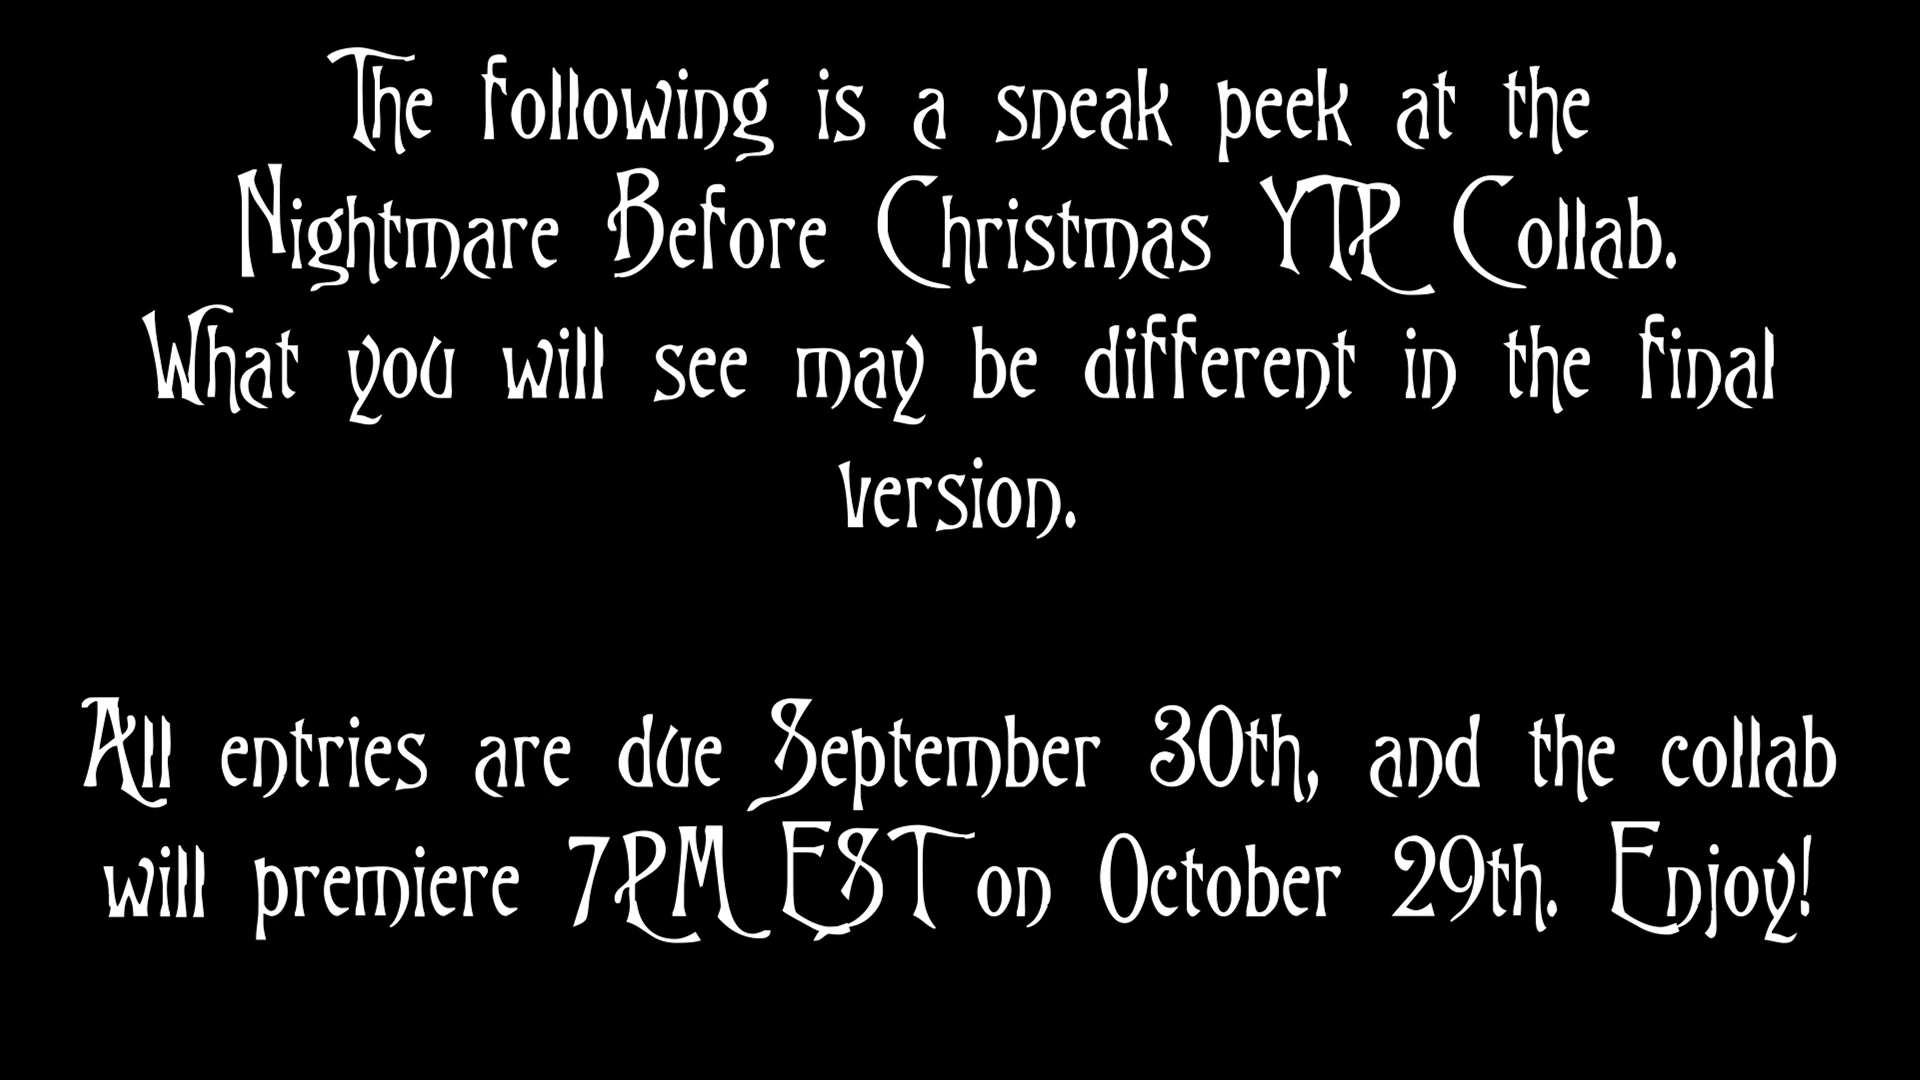 The following is a sneak peek at the
Nightmare Before Christmas YTP Collab.
What you will see may be different in the final
version.
All entries are due September 30th, and the collab
will premiere 7PM EST on October 29th. Enjoy!